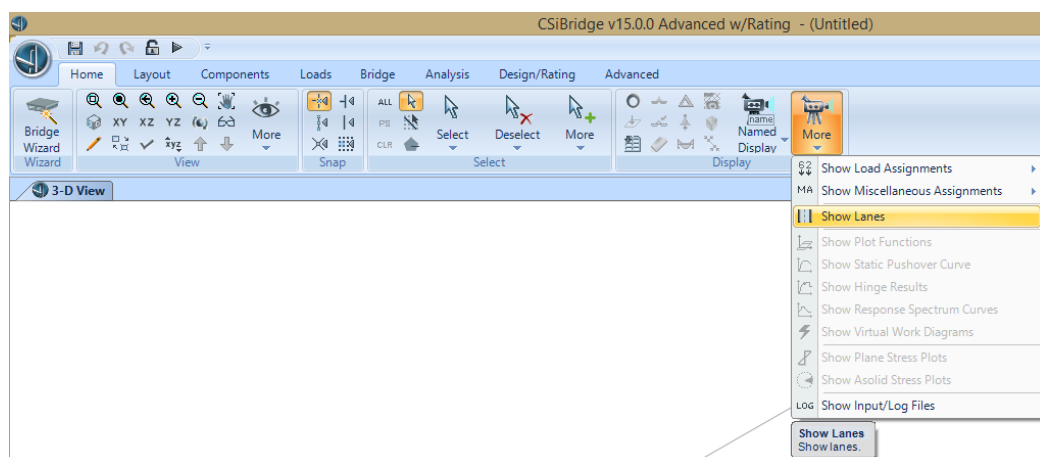 CSiBridge v15.0.0 Advanced w/Rating - (Untitled)
Home Layout Components Loads Bridge Analysis Design/Rating Advanced
XY XZ YZ
xyz
More
ALL
PS
CLR
Select
Deselect
More
name
Named
Display
More
Bridge
Wizard
Wizard View Snap Select Display
3-D View
Show Load Assignments
MA Show Miscellaneous Assignments
Show Lanes
Show Plot Functions
Show Static Pushover Curve
Show Hinge Results
Show Response Spectrum Curves
Show Virtual Work Diagrams
Show Plane Stress Plots
Show Asolid Stress Plots
LOG Show Input/Log Files
Show Lanes
Show lanes.